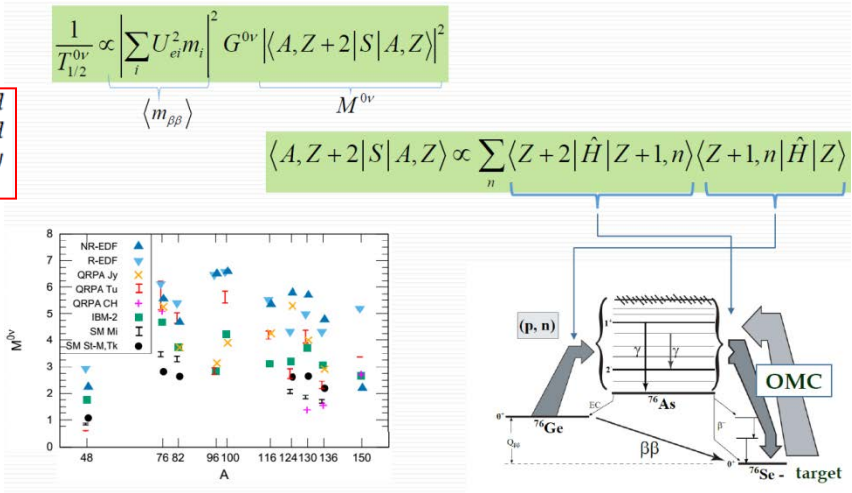 1/T_{1/2}^{0ν} ∝ |∑_i U_{ei}^2 m_i|^2 G^{0ν} |⟨A, Z + 2|S|A, Z⟩|^2
⟨m_{ββ}⟩
M^{0ν}
⟨A, Z + 2|S|A, Z⟩ ∝ ∑_n ⟨Z + 2|Ĥ|Z + 1, n⟩⟨Z + 1, n|Ĥ|Z⟩
d
d
M^{0ν}
8
7
6
5
4
3
2
1
0
NR-EDF
R-EDF
QRPA Jy
QRPA Tu
QRPA CH
IBM-2
SM Mi
SM St-M,Tk
48 76 82 96 100 116 124 130 136 150
A
(p, n)
1⁺
γ
γ
2⁻
⁷⁶As
OMC
EC
β⁻
0⁺
⁷⁶Ge
Q_{ββ}
ββ
0⁺
0⁺
⁷⁶Se - target